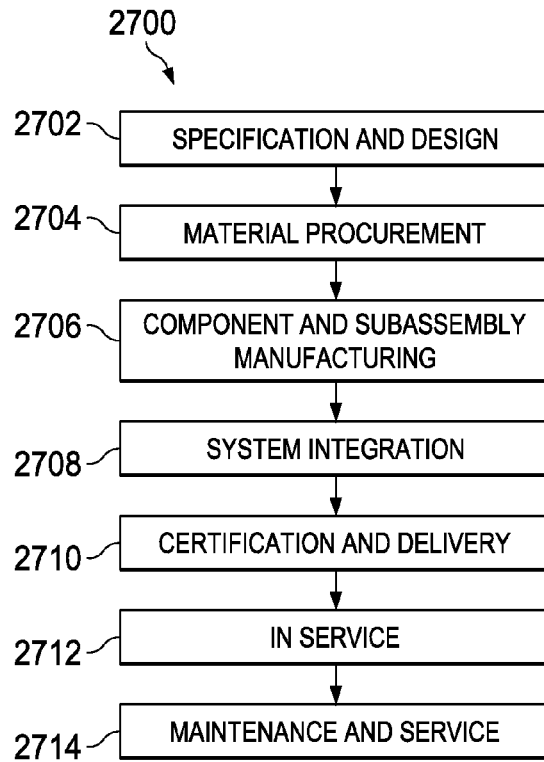 2700
2702
SPECIFICATION AND DESIGN
2704
MATERIAL PROCUREMENT
2706
COMPONENT AND SUBASSEMBLY
MANUFACTURING
2708
SYSTEM INTEGRATION
2710
CERTIFICATION AND DELIVERY
2712
IN SERVICE
2714
MAINTENANCE AND SERVICE